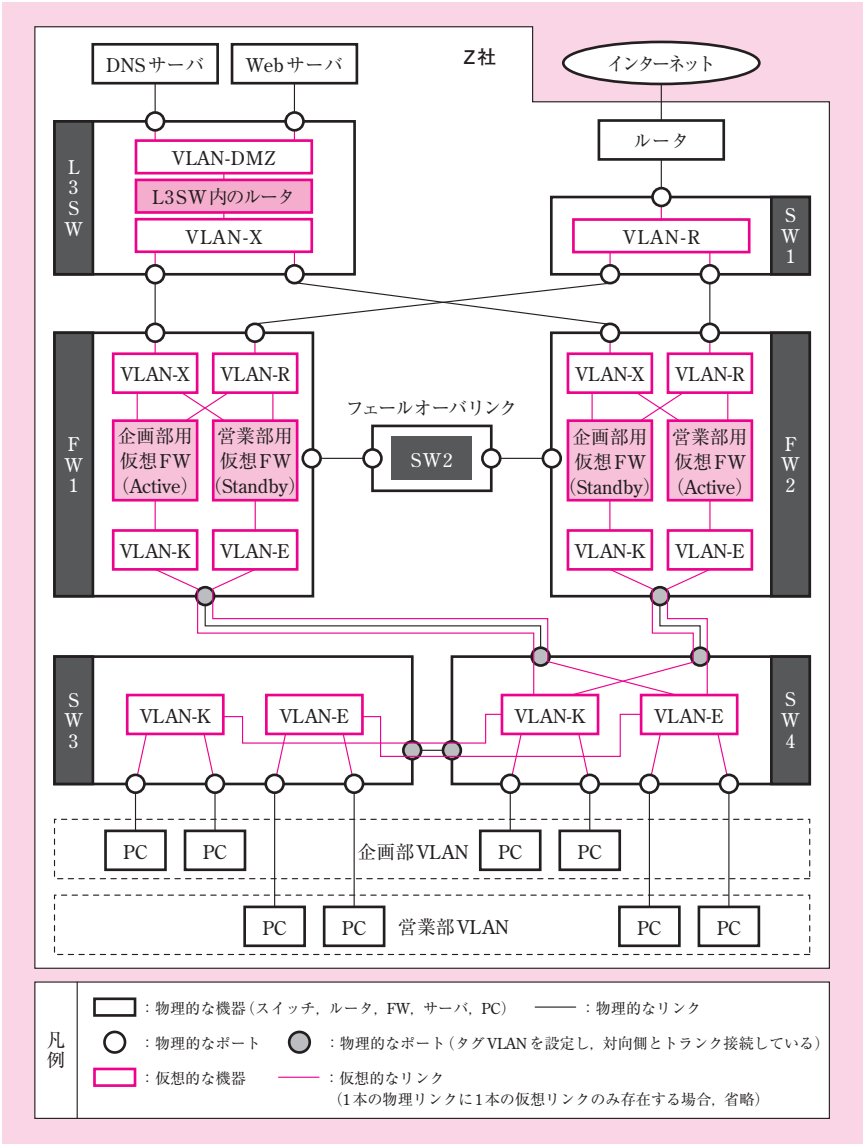 Z社
DNSサーバ
Webサーバ
インターネット
ルータ
L3SW
VLAN-DMZ
L3SW内のルータ
VLAN-X
SW1
VLAN-R
FW1
VLAN-X
VLAN-R
企画部用
仮想FW
(Active)
営業部用
仮想FW
(Standby)
VLAN-K
VLAN-E
フェールオーバリンク
SW2
FW2
VLAN-X
VLAN-R
企画部用
仮想FW
(Standby)
営業部用
仮想FW
(Active)
VLAN-K
VLAN-E
SW3
VLAN-K
VLAN-E
SW4
VLAN-K
VLAN-E
PC
PC
企画部VLAN
PC
PC
PC
PC
営業部VLAN
PC
PC
凡例
：物理的な機器(スイッチ，ルータ，FW，サーバ，PC)
：物理的なリンク
：物理的なポート
：物理的なポート(タグVLANを設定し，対向側とトランク接続している)
：仮想的な機器
：仮想的なリンク
(1本の物理リンクに1本の仮想リンクのみ存在する場合，省略)